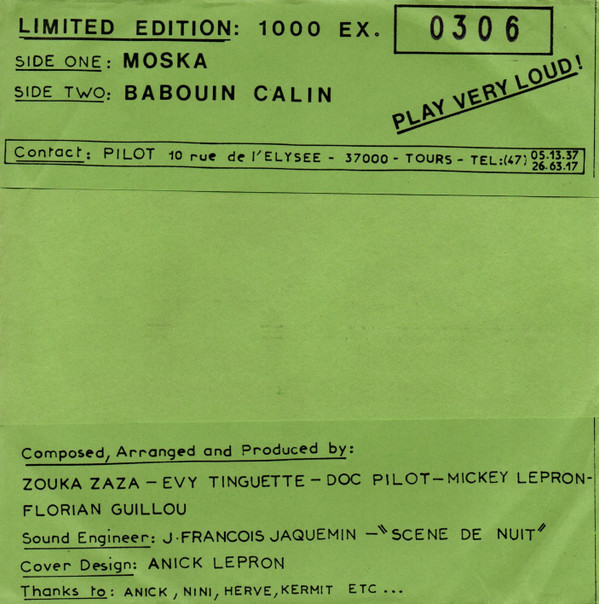 LIMITED EDITION: 1000 EX. 0306
SIDE ONE: MOSKA
SIDE TWO: BABOUIN CALIN
PLAY VERY LOUD!
Contact: PILOT 10 rue de l'ELYSEE - 37000 - TOURS - TEL:(47) 05.13.37
26.63.17
Composed, Arranged and Produced by:
ZOUKA ZAZA - EVY TINGUETTE - DOC PILOT - MICKEY LEPRON-
FLORIAN GUILLOU
Sound Engineer: J.FRANCOIS JAQUEMIN - "SCENE DE NUIT"
Cover Design: ANICK LEPRON
Thanks to: ANICK, NINI, HERVE, KERMIT ETC...